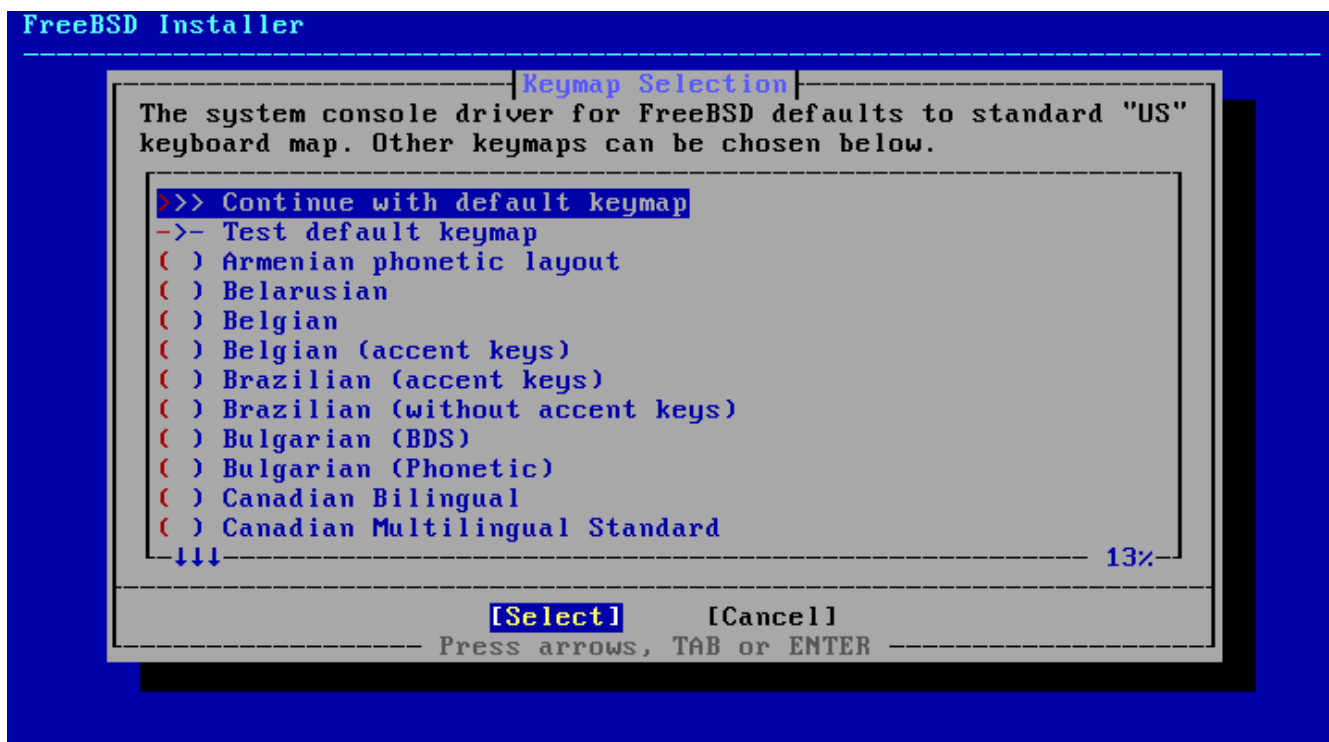 FreeBSD Installer
Keymap Selection
The system console driver for FreeBSD defaults to standard "US"
keyboard map. Other keymaps can be chosen below.
>>> Continue with default keymap
->- Test default keymap
( ) Armenian phonetic layout
( ) Belarusian
( ) Belgian
( ) Belgian (accent keys)
( ) Brazilian (accent keys)
( ) Brazilian (without accent keys)
( ) Bulgarian (BDS)
( ) Bulgarian (Phonetic)
( ) Canadian Bilingual
( ) Canadian Multilingual Standard
↓↓↓ 13%
[Select] [Cancel]
Press arrows, TAB or ENTER